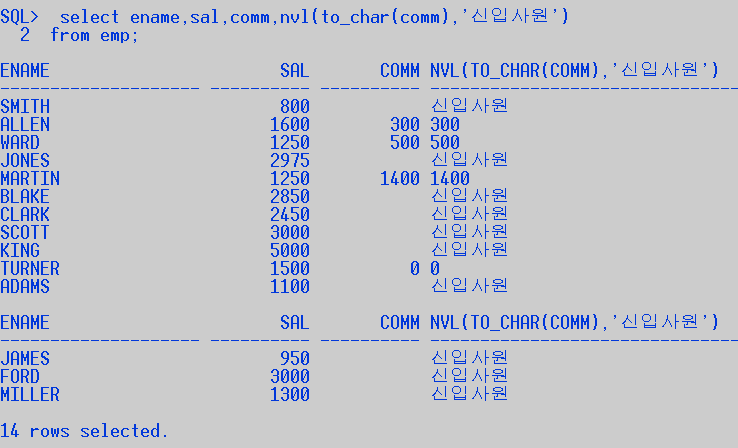 SQL>  select ename,sal,comm,nvl(to_char(comm),'신입사원')
  2  from emp;
ENAME                       SAL       COMM NVL(TO_CHAR(COMM),'신입사원')
-------------------- ---------- ---------- -------------------------------
SMITH                       800            신입사원
ALLEN                      1600        300 300
WARD                       1250        500 500
JONES                      2975            신입사원
MARTIN                     1250       1400 1400
BLAKE                      2850            신입사원
CLARK                      2450            신입사원
SCOTT                      3000            신입사원
KING                       5000            신입사원
TURNER                     1500          0 0
ADAMS                      1100            신입사원
ENAME                       SAL       COMM NVL(TO_CHAR(COMM),'신입사원')
-------------------- ---------- ---------- -------------------------------
JAMES                       950            신입사원
FORD                       3000            신입사원
MILLER                     1300            신입사원
14 rows selected.